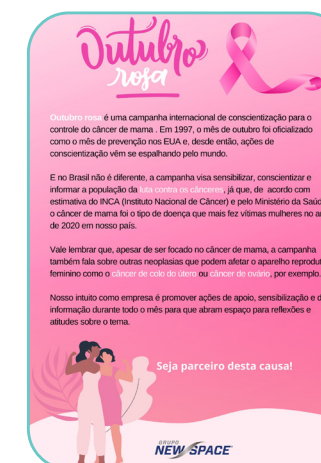 Outubro
rosa
Outubro rosa é uma campanha internacional de conscientização para o
controle do câncer de mama . Em 1997, o mês de outubro foi oficializado
como o mês de prevenção nos EUA e, desde então, ações de
conscientização vêm se espalhando pelo mundo.
E no Brasil não é diferente, a campanha visa sensibilizar, conscientizar e
informar a população da luta contra os cânceres, já que, de acordo com
estimativa do INCA (Instituto Nacional de Câncer) e pelo Ministério da Saúd
o câncer de mama foi o tipo de doença que mais fez vítimas mulheres no a
de 2020 em nosso país.
Vale lembrar que, apesar de ser focado no câncer de mama, a campanha
também fala sobre outras neoplasias que podem afetar o aparelho reprodut
feminino como o câncer de colo do útero ou câncer de ovário, por exemplo.
Nosso intuito como empresa é promover ações de apoio, sensibilização e d
informação durante todo o mês para que abram espaço para reflexões e
atitudes sobre o tema.
Seja parceiro desta causa!
GRUPO
NEW SPACE